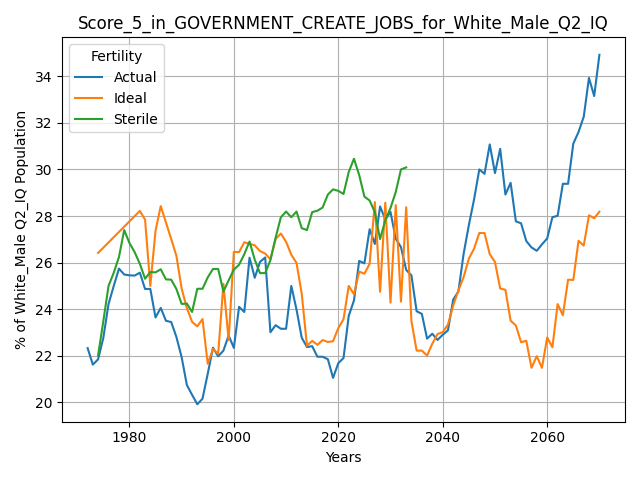 Score_5_in_GOVERNMENT_CREATE_JOBS_for_White_Male_Q2_IQ
% of White_Male Q2_IQ Population
34
32
30
28
26
24
22
20
Fertility
Actual
Ideal
Sterile
1980 2000 2020 2040 2060
Years